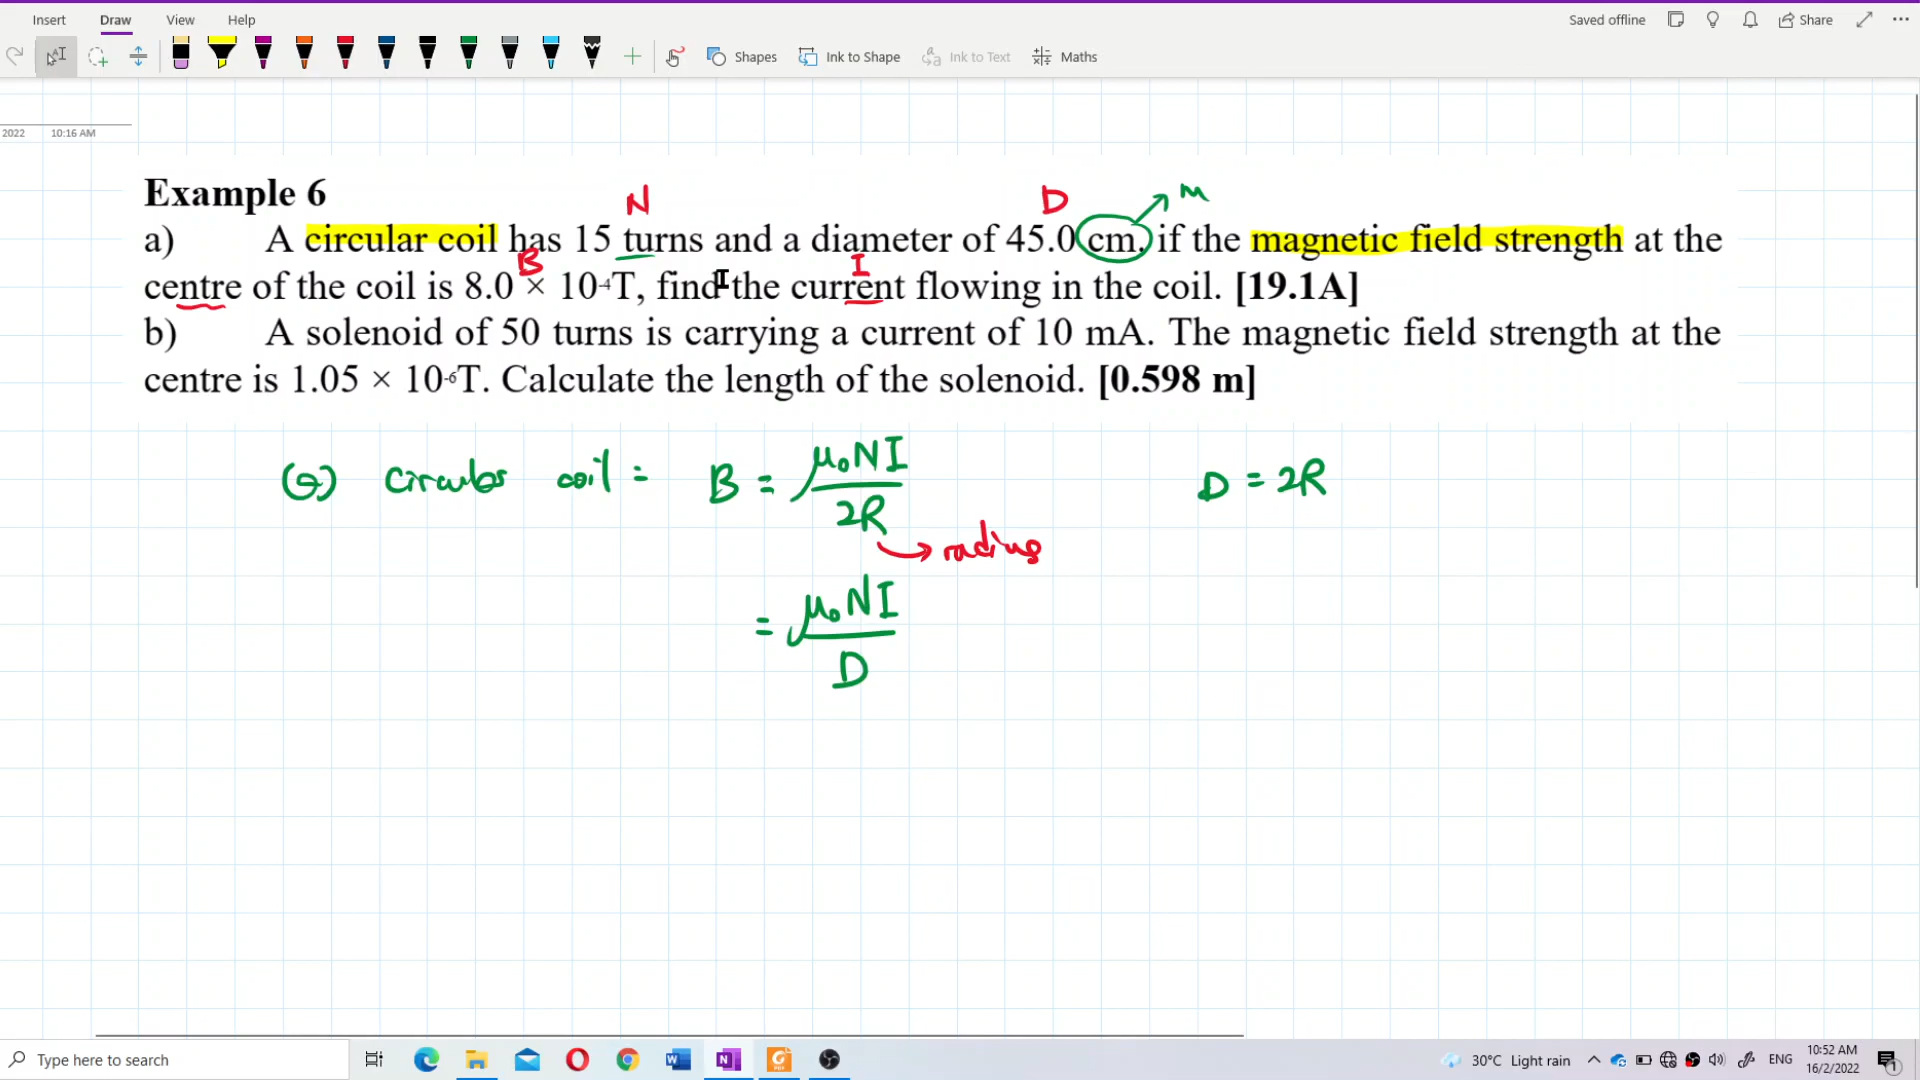 Insert Draw View Help
Saved offline Share
Shapes Ink to Shape Ink to Text Maths
2022 10:16 AM
Example 6
N D m
a) A circular coil has 15 turns and a diameter of 45.0 cm. if the magnetic field strength at the
B I
centre of the coil is 8.0 × 10⁻⁴T, find the current flowing in the coil. [19.1A]
b) A solenoid of 50 turns is carrying a current of 10 mA. The magnetic field strength at the
centre is 1.05 × 10⁻⁶T. Calculate the length of the solenoid. [0.598 m]
(a) circular coil : B = μ₀NI / 2R D = 2R
→ radius
= μ₀NI / D
Type here to search
30°C Light rain ENG 10:52 AM
16/2/2022 1